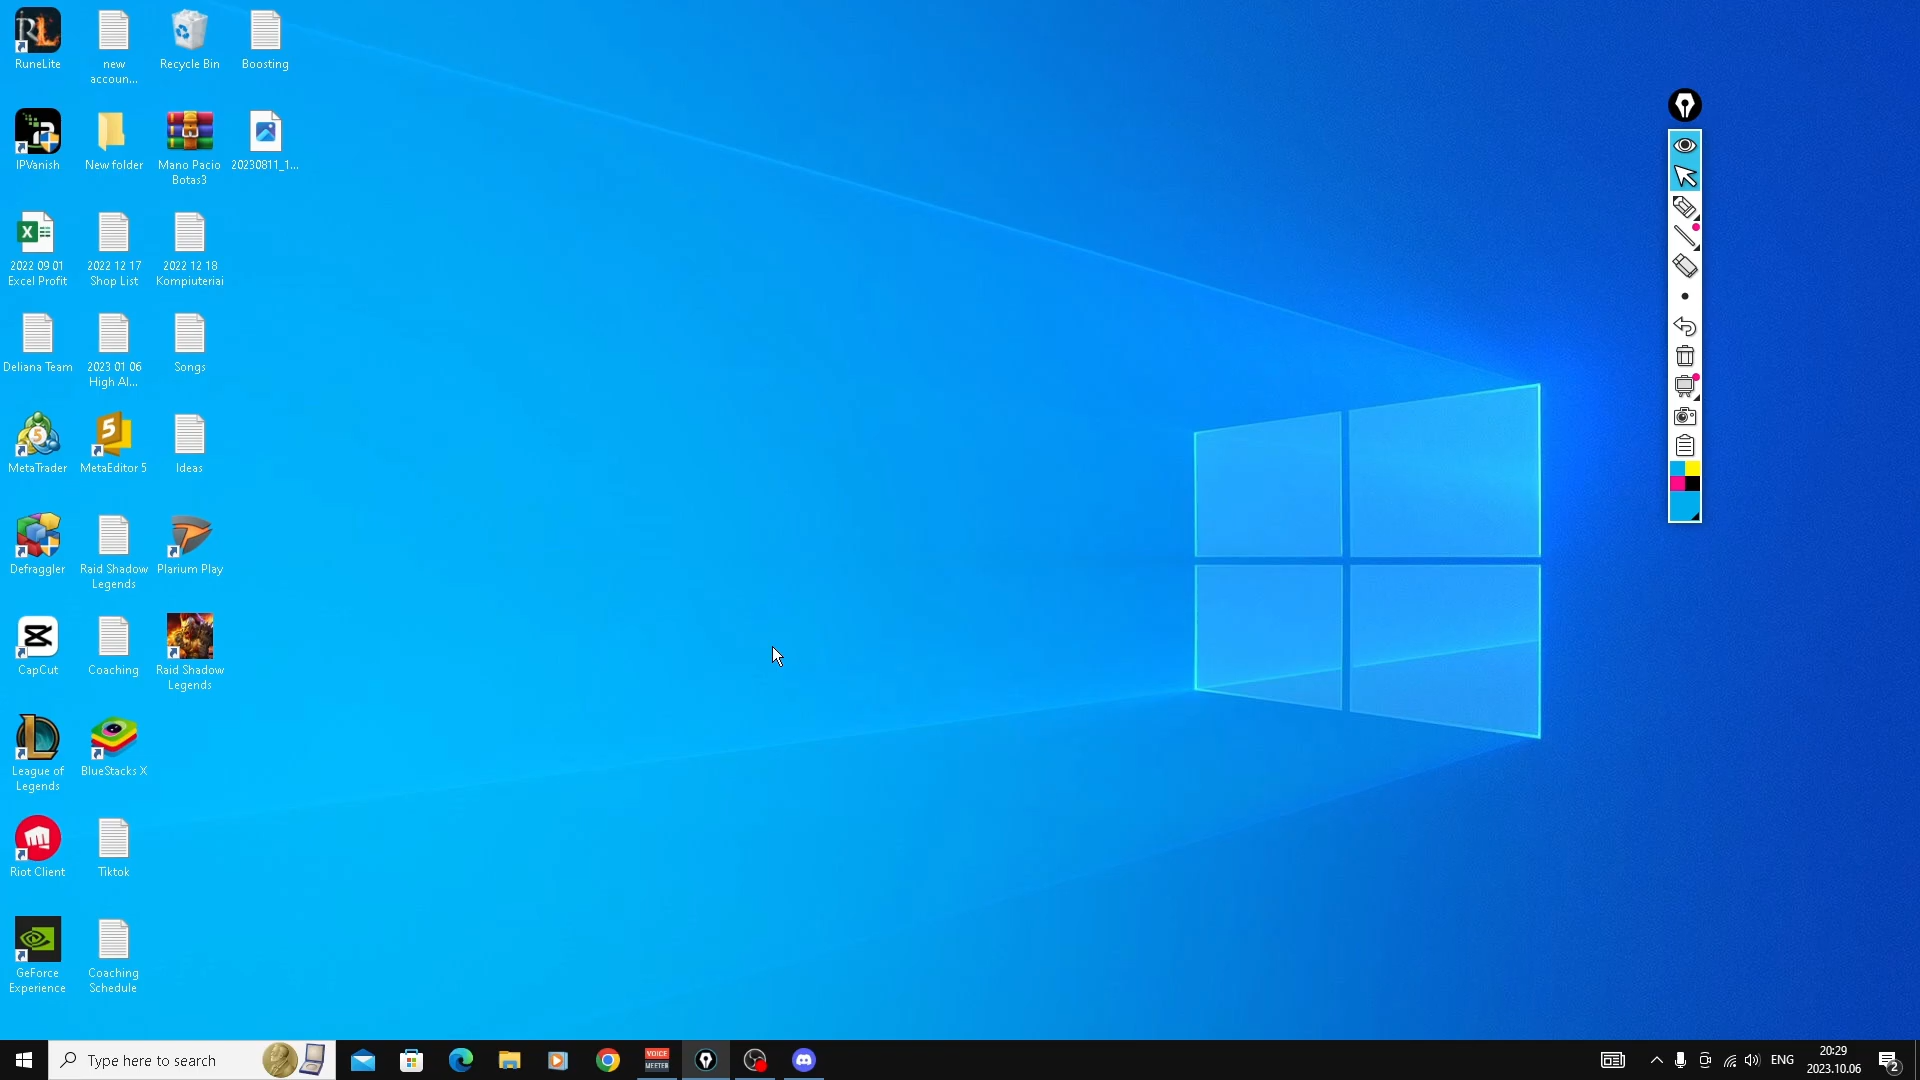 RuneLite
new
accoun...
Recycle Bin
Boosting
IPVanish
New folder
Mano Pacio
Botas3
20230811_1...
2022 09 01
Excel Profit
2022 12 17
Shop List
2022 12 18
Kompiuteriai
Deliana Team
2023 01 06
High Al...
Songs
MetaTrader
MetaEditor 5
Ideas
Defraggler
Raid Shadow
Legends
Plarium Play
CapCut
Coaching
Raid Shadow
Legends
League of
Legends
BlueStacks X
Riot Client
Tiktok
GeForce
Experience
Coaching
Schedule
Type here to search
VOICE
MEETER
ENG
20:29
2023.10.06
2